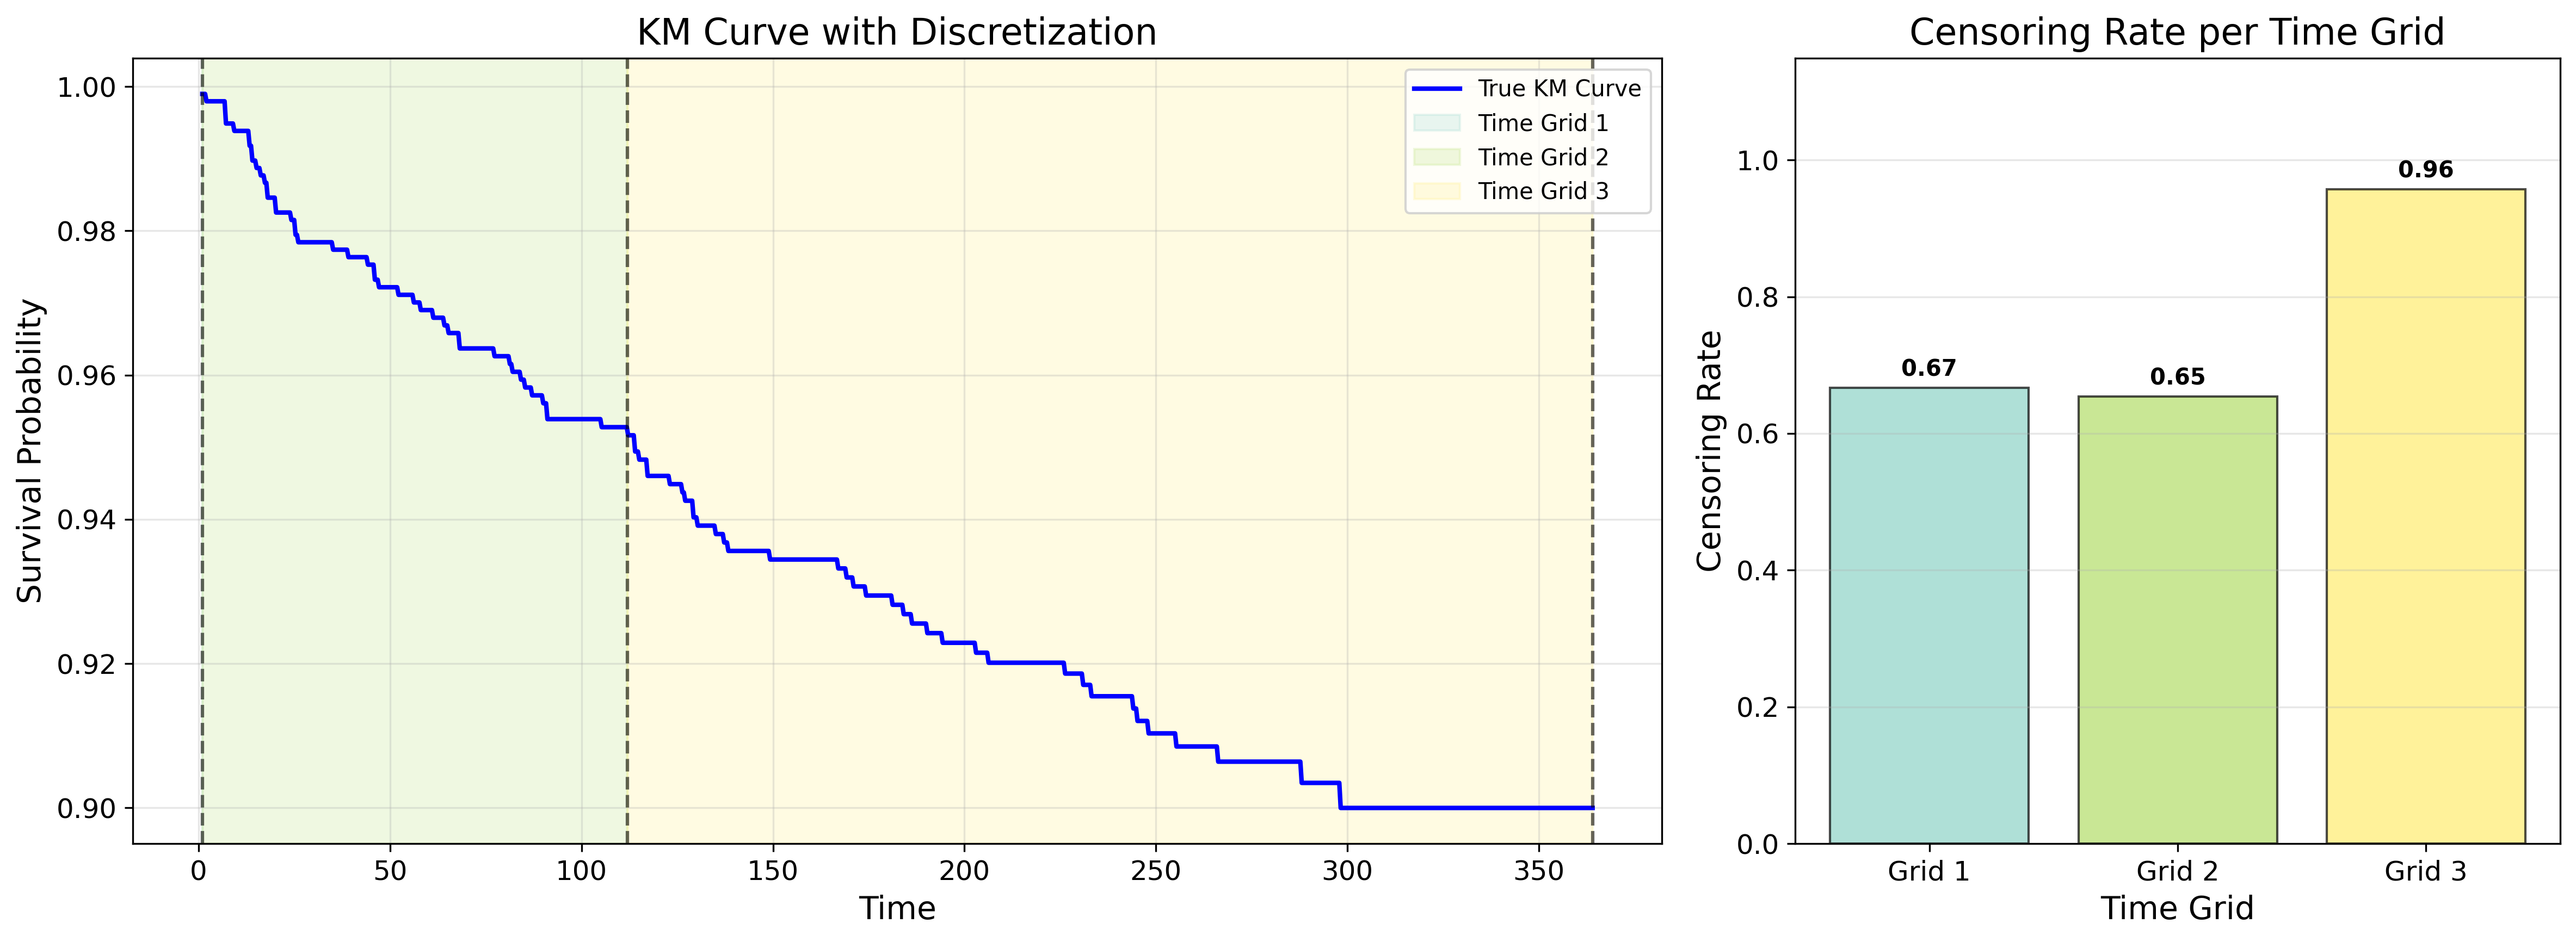 KM Curve with Discretization
Survival Probability
1.00
0.98
0.96
0.94
0.92
0.90
True KM Curve
Time Grid 1
Time Grid 2
Time Grid 3
0 50 100 150 200 250 300 350
Time
Censoring Rate per Time Grid
Censoring Rate
1.0
0.8
0.6
0.4
0.2
0.0
0.67
0.65
0.96
Grid 1 Grid 2 Grid 3
Time Grid